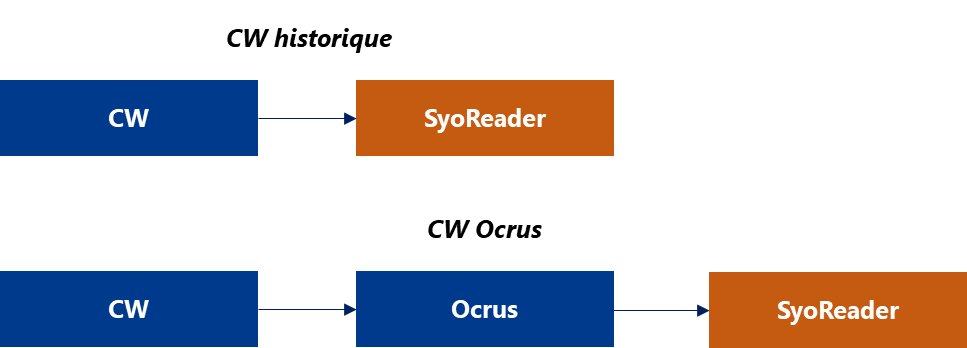 CW historique
CW
SyoReader
CW Ocrus
CW
Ocrus
SyoReader